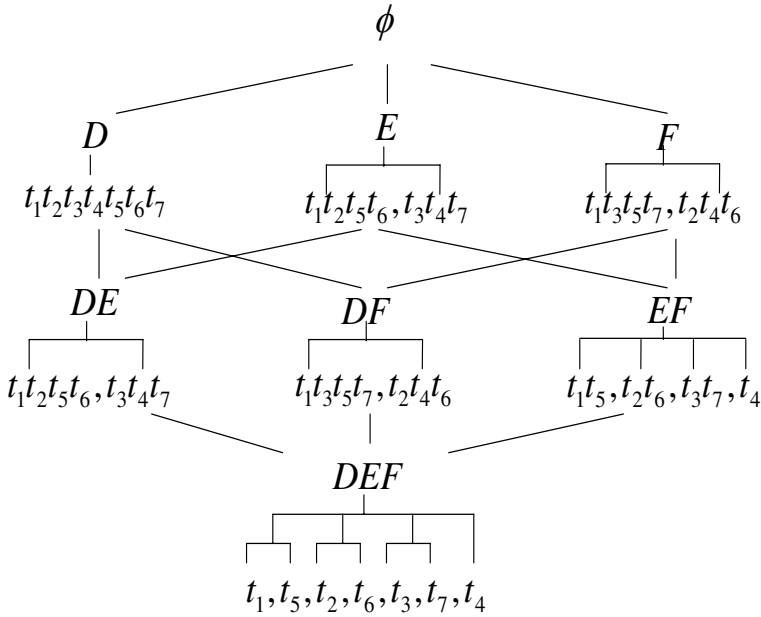 ϕ
D E F
t₁t₂t₃t₄t₅t₆t₇ t₁t₂t₅t₆, t₃t₄t₇ t₁t₃t₅t₇, t₂t₄t₆
DE DF EF
t₁t₂t₅t₆, t₃t₄t₇ t₁t₃t₅t₇, t₂t₄t₆ t₁t₅, t₂t₆, t₃t₇, t₄
DEF
t₁, t₅, t₂, t₆, t₃, t₇, t₄